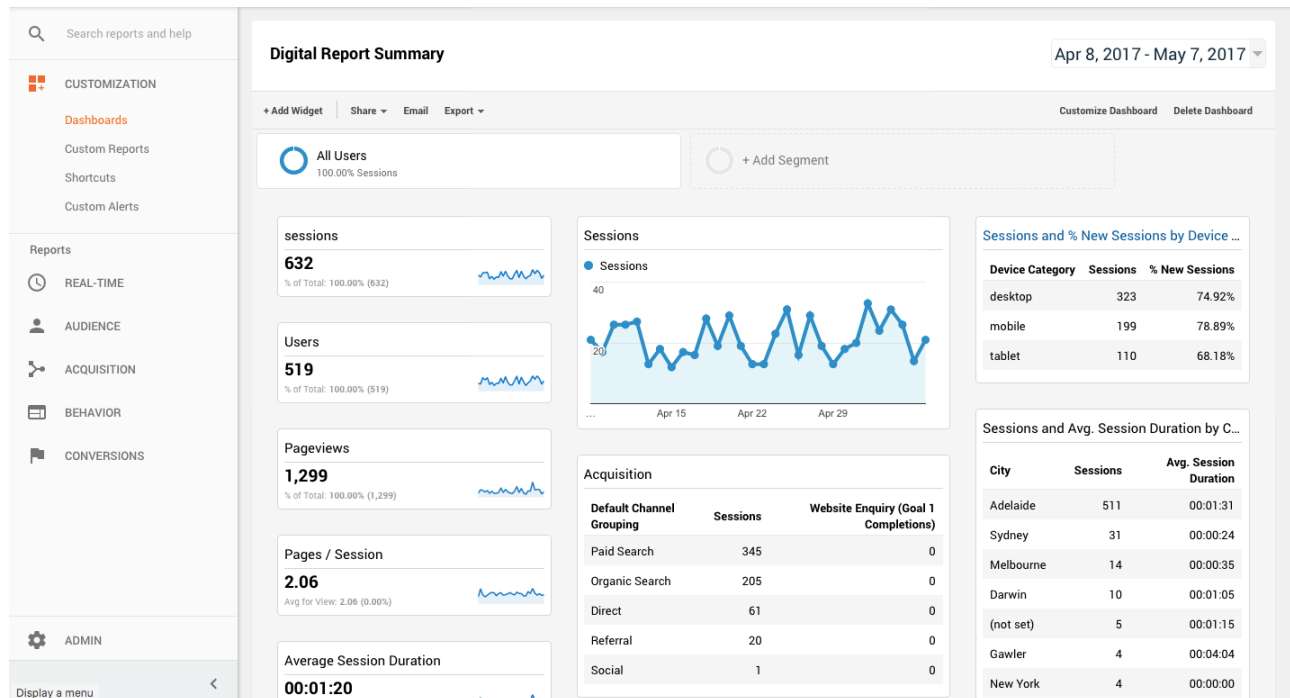 Search reports and help
CUSTOMIZATION
Dashboards
Custom Reports
Shortcuts
Custom Alerts
Reports
REAL-TIME
AUDIENCE
ACQUISITION
BEHAVIOR
CONVERSIONS
ADMIN
Display a menu
Digital Report Summary
Apr 8, 2017 - May 7, 2017
+ Add Widget Share Email Export Customize Dashboard Delete Dashboard
All Users
100.00% Sessions
+ Add Segment
sessions
632
% of Total: 100.00% (632)
Users
519
% of Total: 100.00% (519)
Pageviews
1,299
% of Total: 100.00% (1,299)
Pages / Session
2.06
Avg for View: 2.06 (0.00%)
Average Session Duration
00:01:20
Sessions
Sessions
40
20
... Apr 15 Apr 22 Apr 29
Acquisition
Default Channel Grouping Sessions Website Enquiry (Goal 1 Completions)
Paid Search 345 0
Organic Search 205 0
Direct 61 0
Referral 20 0
Social 1 0
Sessions and % New Sessions by Device ...
Device Category Sessions % New Sessions
desktop 323 74.92%
mobile 199 78.89%
tablet 110 68.18%
Sessions and Avg. Session Duration by C...
City Sessions Avg. Session Duration
Adelaide 511 00:01:31
Sydney 31 00:00:24
Melbourne 14 00:00:35
Darwin 10 00:01:05
(not set) 5 00:01:15
Gawler 4 00:04:04
New York 4 00:00:00